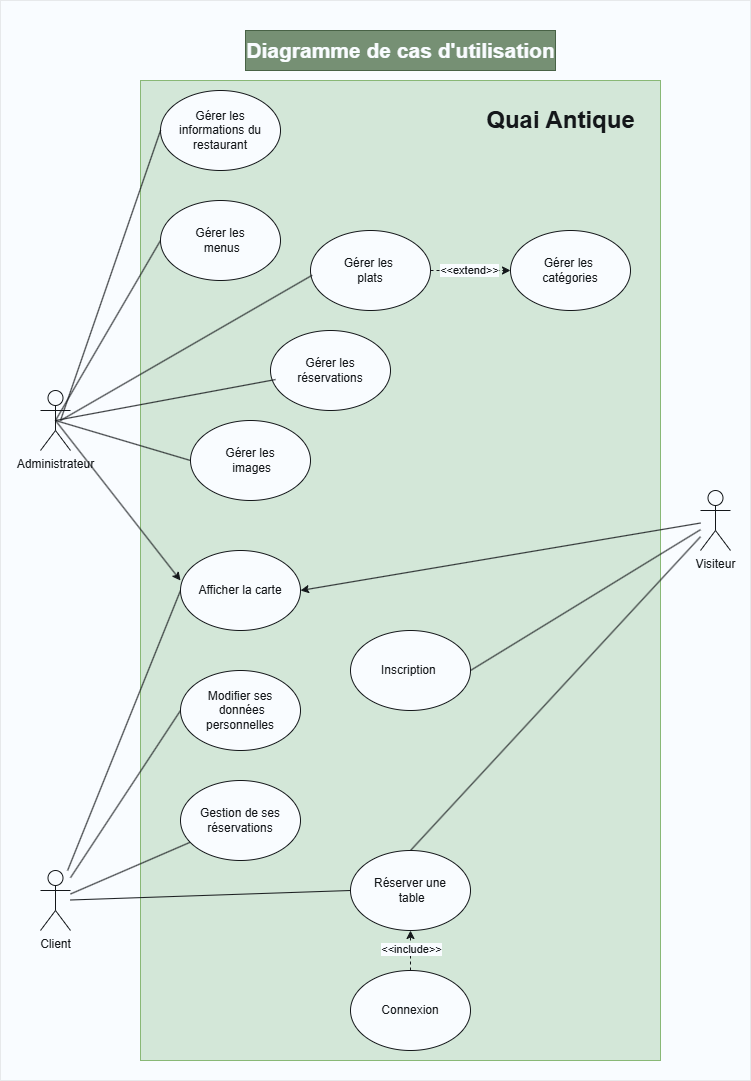 Diagramme de cas d'utilisation
Quai Antique
Gérer les
informations du
restaurant
Gérer les
menus
Gérer les
plats
<<extend>>
Gérer les
catégories
Gérer les
réservations
Administrateur
Gérer les
images
Visiteur
Afficher la carte
Inscription
Modifier ses
données
personnelles
Gestion de ses
réservations
Client
Réserver une
table
<<include>>
Connexion